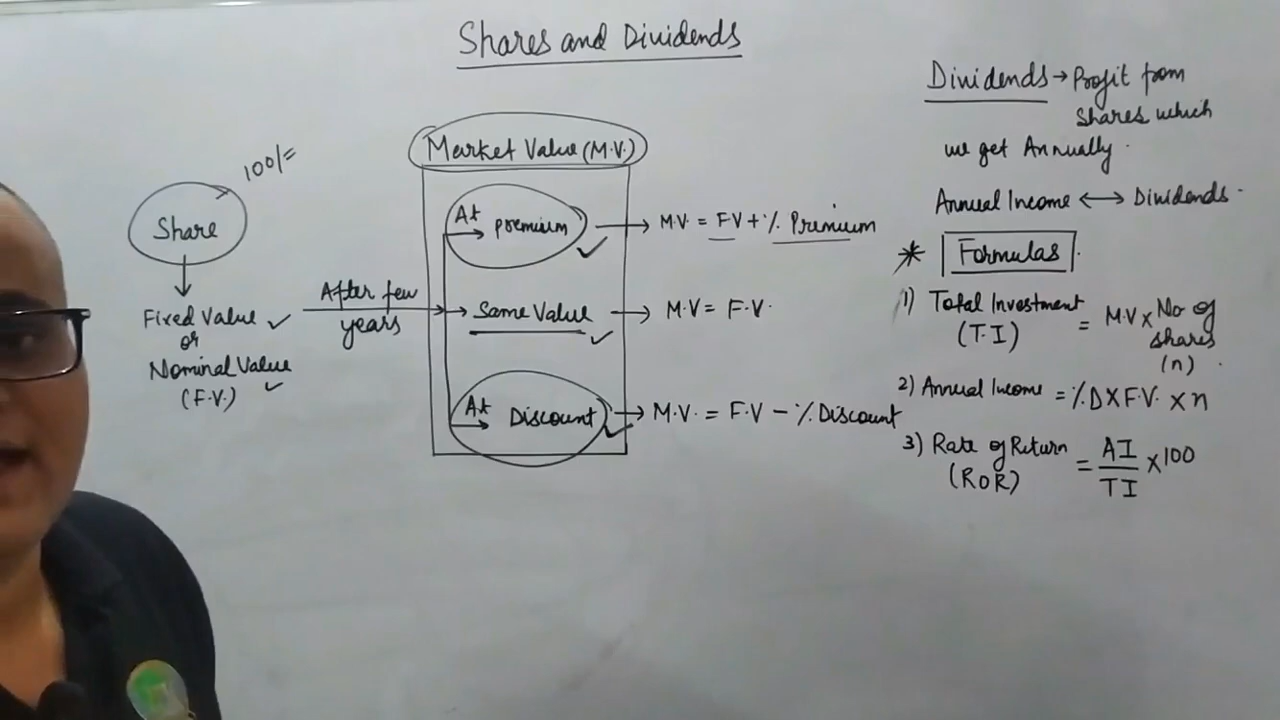 Shares and Dividends
100/=
Share
Fixed Value
or
Nominal Value
(F.V.)
After few
years
Market Value (M.V.)
At premium
Same Value
At Discount
M.V. = FV + % Premium
M.V = F.V.
M.V. = F.V - % Discount
Dividends → Profit from
Shares which
we get Annually.
Annual Income ↔ Dividends.
* Formulas.
1) Total Investment = M.V x No of
(T.I) shares
(n).
2) Annual Income = % D X F.V. x n
3) Rate of Return = AI x 100
(ROR) TI